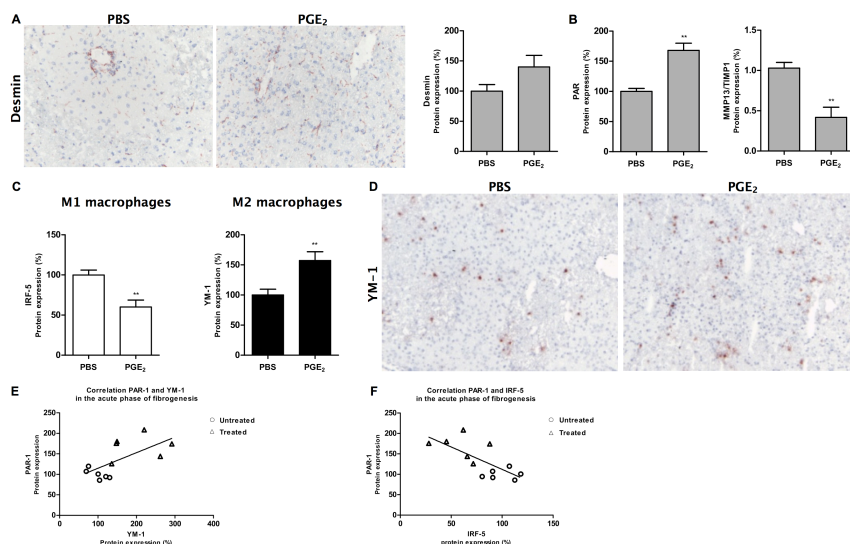 A
PBS
PGE2
Desmin
Desmin
Protein expression (%)
200
150
100
50
0
PBS
PGE2
B
PAR
Protein expression (%)
200
150
100
50
0
**
PBS
PGE2
MMP13/TIMP1
Protein expression (%)
1.5
1.0
0.5
0.0
**
PBS
PGE2
C
M1 macrophages
IRF-5
Protein expression (%)
150
100
50
0
**
PBS
PGE2
M2 macrophages
YM-1
Protein expression (%)
200
150
100
50
0
**
PBS
PGE2
D
PBS
PGE2
YM-1
E
Correlation PAR-1 and YM-1
in the acute phase of fibrogenesis
Untreated
Treated
PAR-1
Protein expression
250
200
150
100
50
0
0
100
200
300
400
YM-1
Protein expression (%)
F
Correlation PAR-1 and IRF-5
in the acute phase of fibrogenesis
Untreated
Treated
PAR-1
Protein expression
250
200
150
100
50
0
0
50
100
150
IRF-5
protein expression (%)